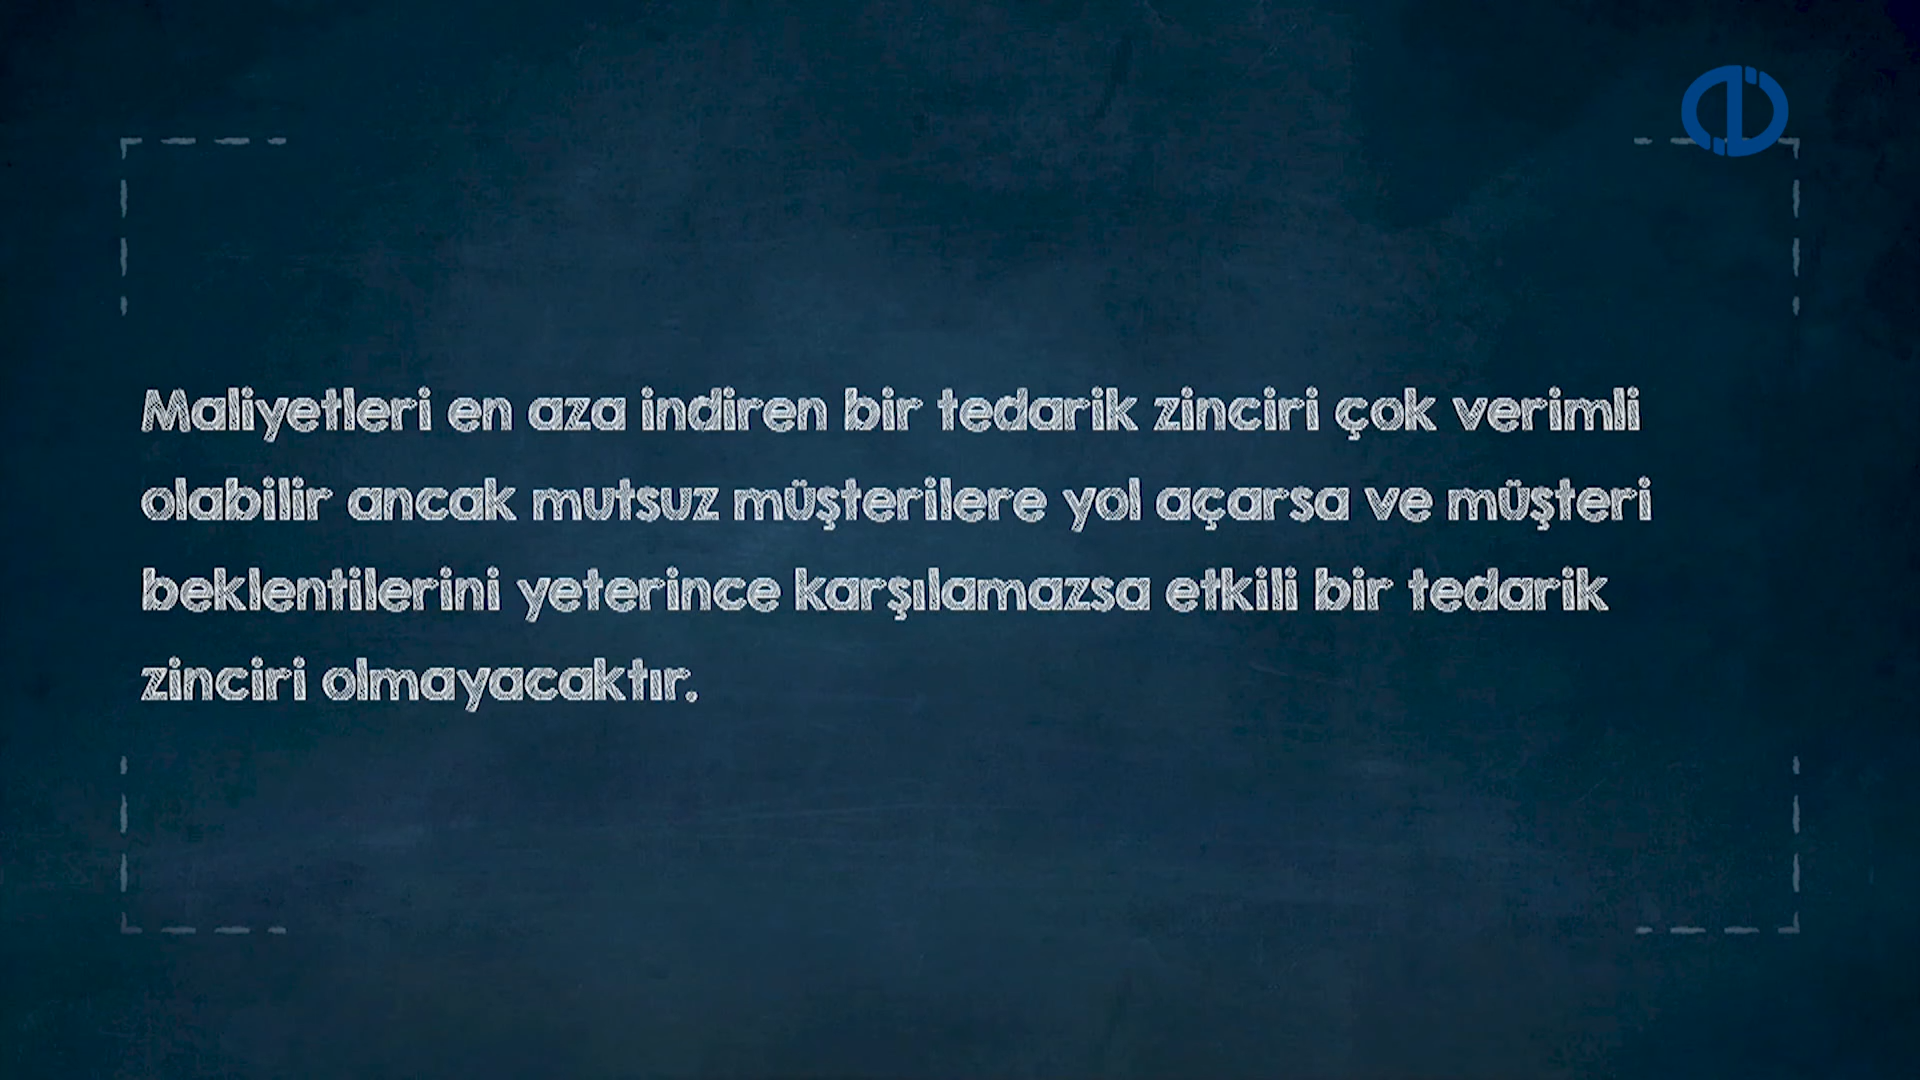 Maliyetleri en aza indiren bir tedarik zinciri çok verimli
olabilir ancak mutsuz müşterilere yol açarsa ve müşteri
beklentilerini yeterince karşılamazsa etkili bir tedarik
zinciri olmayacaktır.